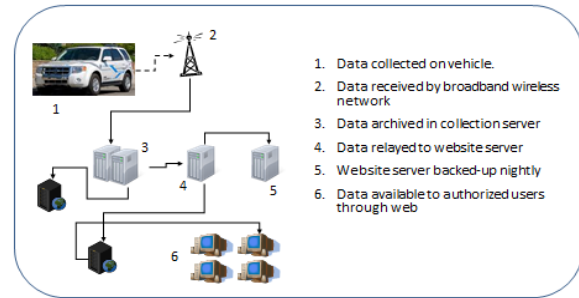 2
1
3
4
5
6
1. Data collected on vehicle.
2. Data received by broadband wireless
network
3. Data archived in collection server
4. Data relayed to website server
5. Website server backed-up nightly
6. Data available to authorized users
through web